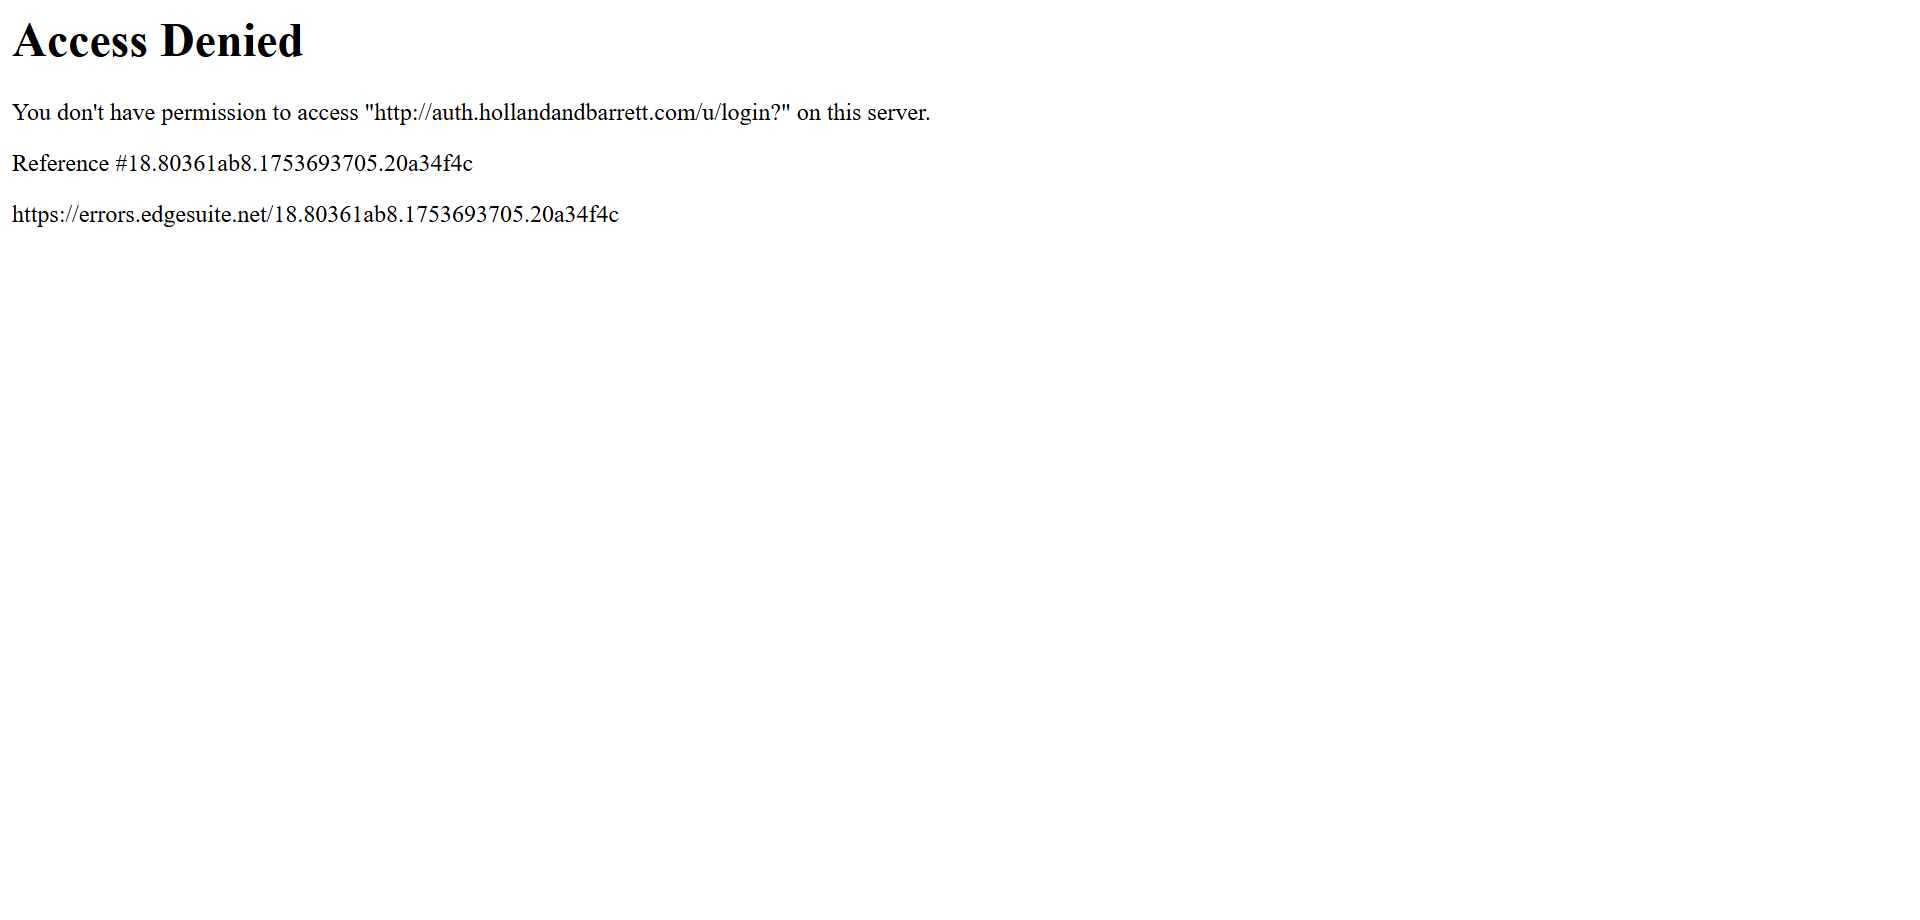 Access Denied
You don't have permission to access "http://auth.hollandandbarrett.com/u/login?" on this server.
Reference #18.80361ab8.1753693705.20a34f4c
https://errors.edgesuite.net/18.80361ab8.1753693705.20a34f4c